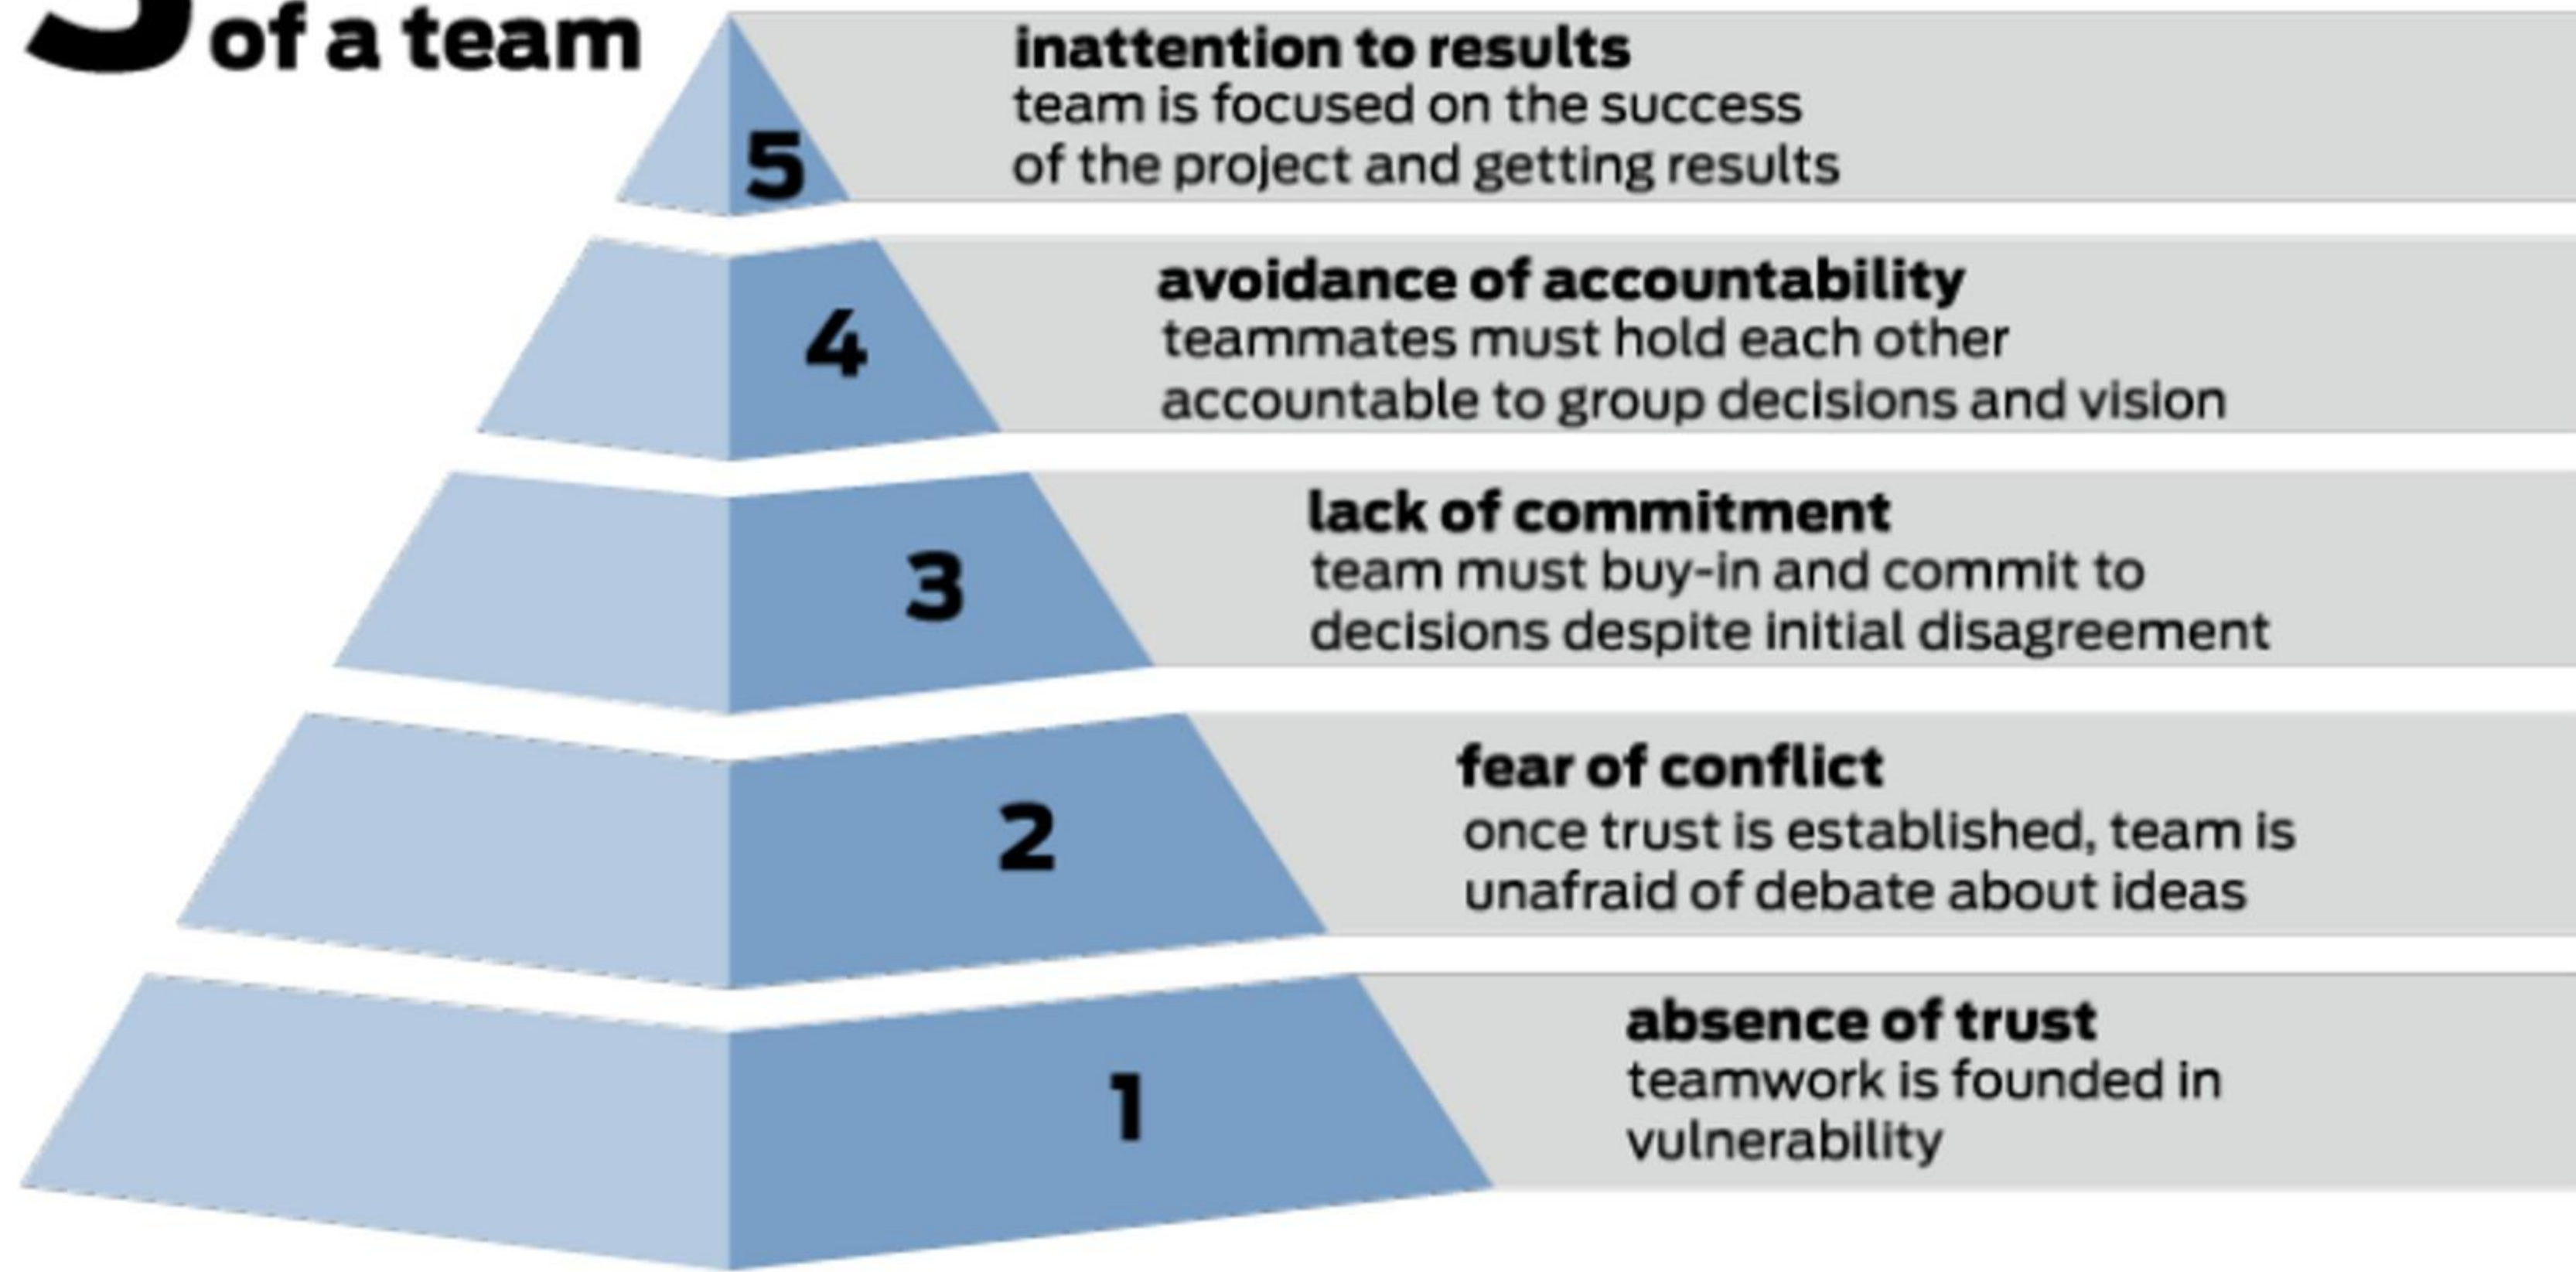 of a team
5
inattention to results
team is focused on the success
of the project and getting results
4
avoidance of accountability
teammates must hold each other
accountable to group decisions and vision
3
lack of commitment
team must buy-in and commit to
decisions despite initial disagreement
2
fear of conflict
once trust is established, team is
unafraid of debate about ideas
1
absence of trust
teamwork is founded in
vulnerability